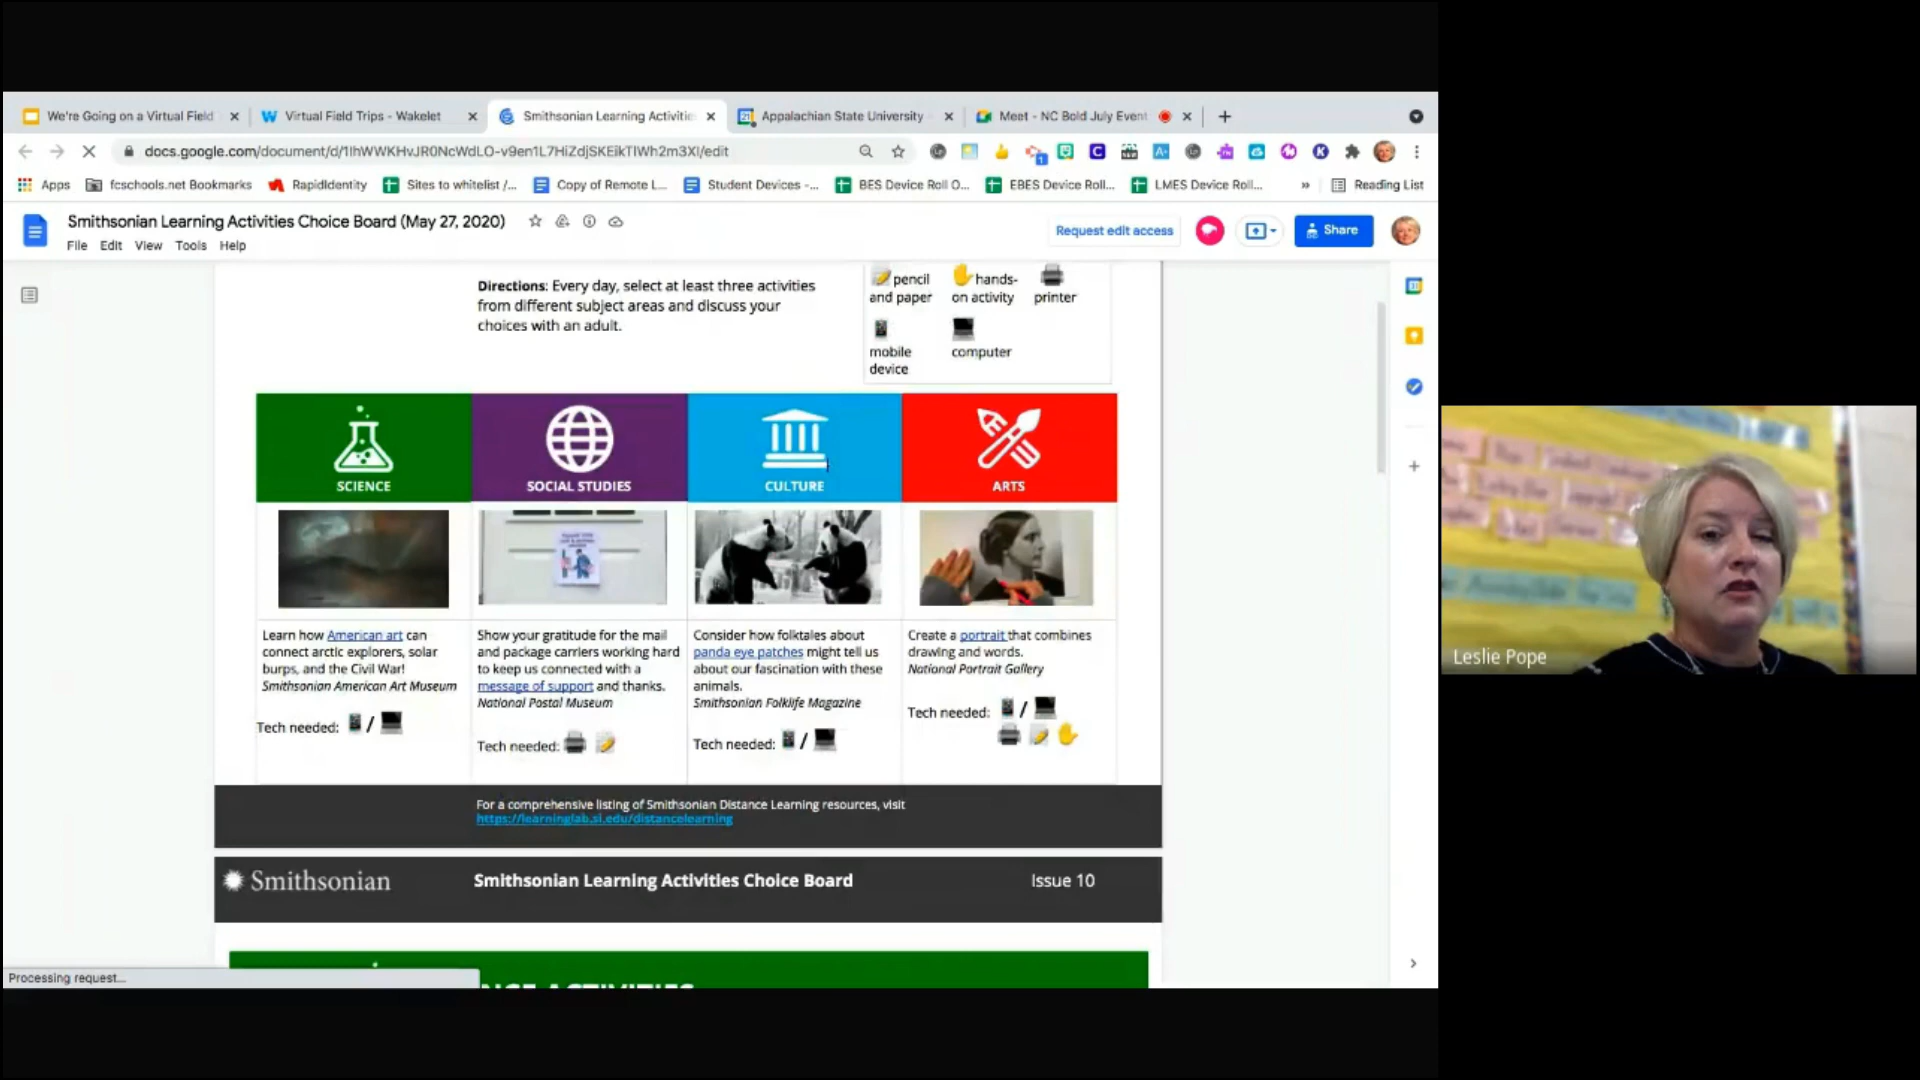 We're Going on a Virtual Field
Virtual Field Trips - Wakelet
Smithsonian Learning Activitie
Appalachian State University
Meet - NC Bold July Event
docs.google.com/document/d/1IhWWKHvJR0NcWdLO-v9en1L7HiZdjSKEikTIWh2m3XI/edit
Apps
fcschools.net Bookmarks
RapidIdentity
Sites to whitelist /...
Copy of Remote L...
Student Devices -...
BES Device Roll O...
EBES Device Roll...
LMES Device Roll...
»
Reading List
Smithsonian Learning Activities Choice Board (May 27, 2020)
File Edit View Tools Help
Request edit access
Share
Directions: Every day, select at least three activities
from different subject areas and discuss your
choices with an adult.
pencil
and paper
hands-
on activity
printer
mobile
device
computer
SCIENCE
SOCIAL STUDIES
CULTURE
ARTS
Learn how American art can
connect arctic explorers, solar
burps, and the Civil War!
Smithsonian American Art Museum
Tech needed: /
Show your gratitude for the mail
and package carriers working hard
to keep us connected with a
message of support and thanks.
National Postal Museum
Tech needed:
Consider how folktales about
panda eye patches might tell us
about our fascination with these
animals.
Smithsonian Folklife Magazine
Tech needed: /
Create a portrait that combines
drawing and words.
National Portrait Gallery
Tech needed: /
For a comprehensive listing of Smithsonian Distance Learning resources, visit
https://learninglab.si.edu/distancelearning
Smithsonian
Smithsonian Learning Activities Choice Board
Issue 10
Processing request...
Leslie Pope